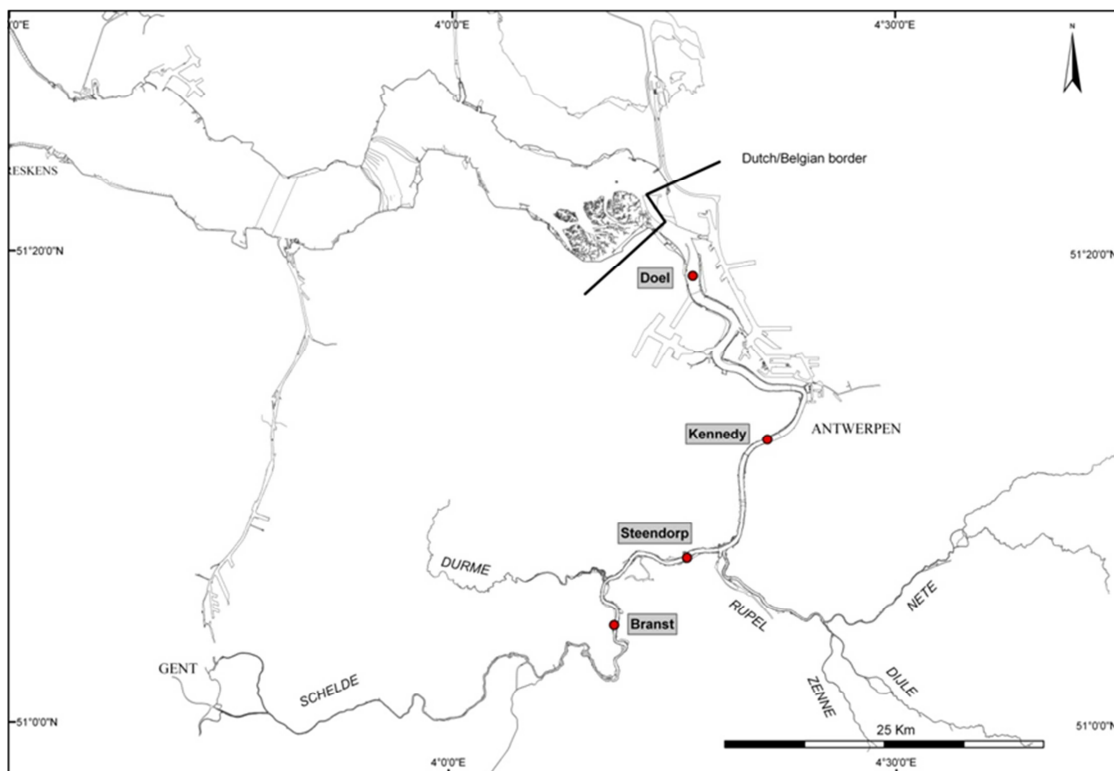 0'0"E
4°0'0"E
4°30'0"E
N
Dutch/Belgian border
RESKENS
51°20'0"N
51°20'0"N
Doel
Kennedy
ANTWERPEN
Steendorp
DURME
NETE
RUPEL
Branst
GENT
SCHELDE
ZENNE
DIJLE
51°0'0"N
25 Km
51°0'0"N
4°0'0"E
4°30'0"E